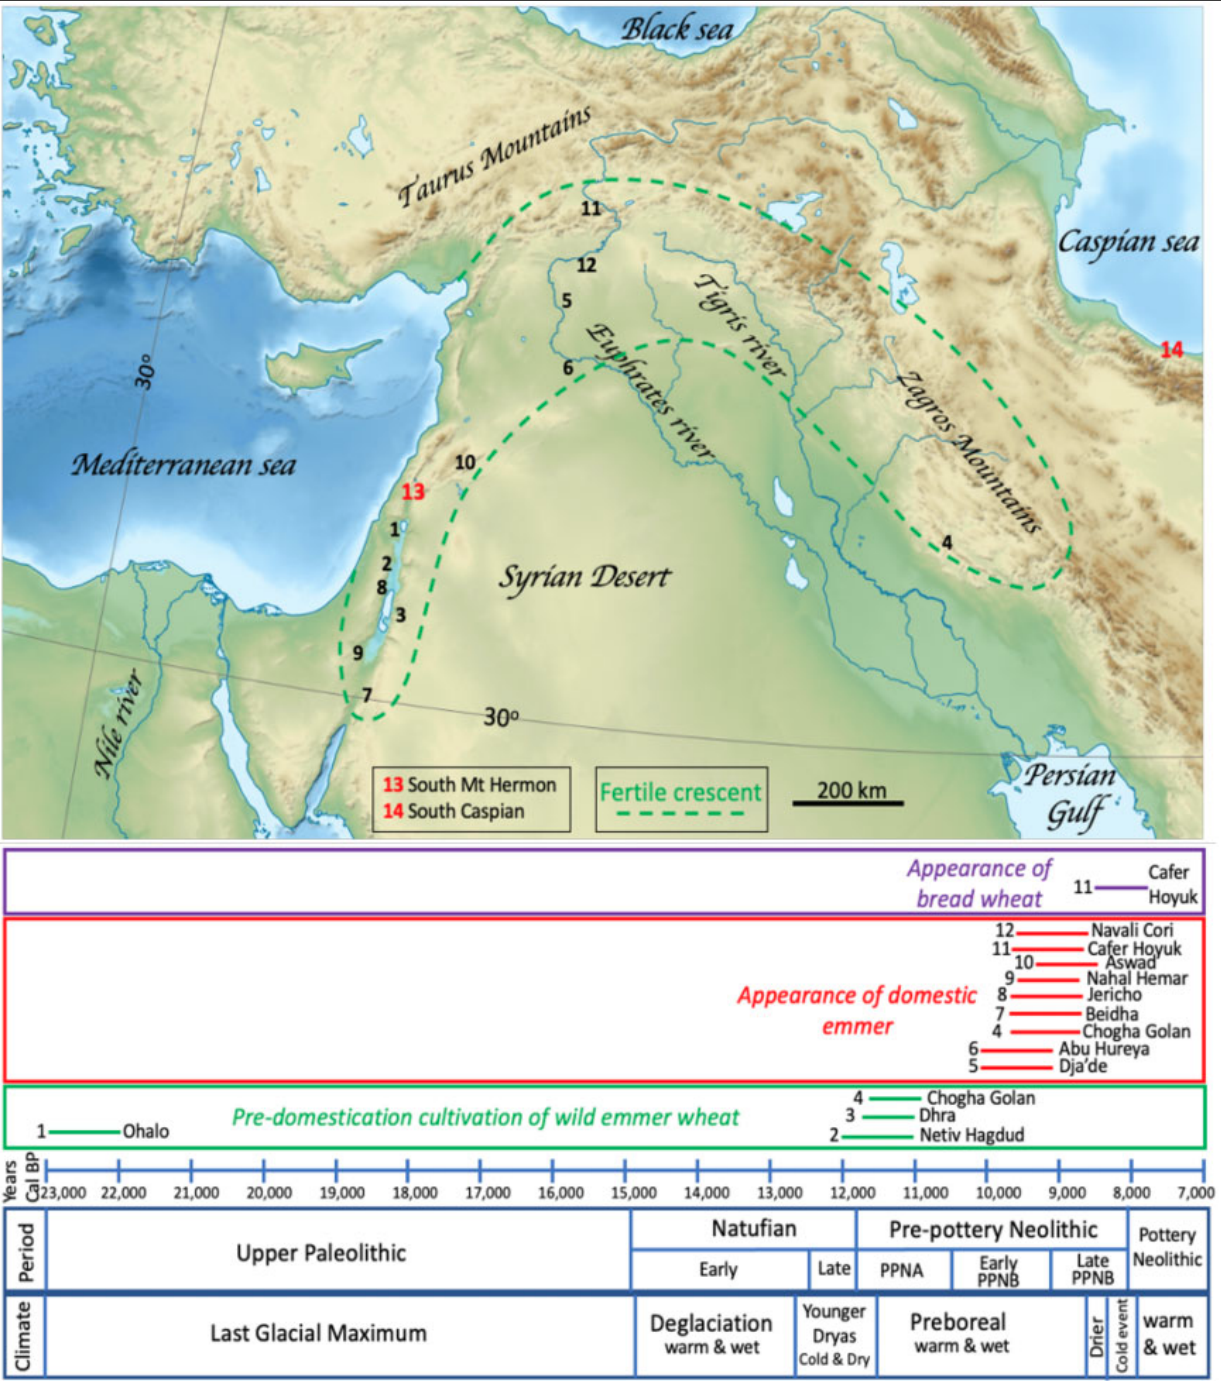 Black sea
Taurus Mountains
11
Caspian sea
12
5
Tigris river
14
30º
Euphrates river
6
Zagros Mountains
Mediterranean sea
10
13
1
4
2
Syrian Desert
8
3
9
7
30º
Nile river
13 South Mt Hermon
14 South Caspian
Fertile crescent
200 km
Persian
Gulf
Appearance of
bread wheat
11
Cafer
Hoyuk
Appearance of domestic
emmer
12 Navali Cori
11 Cafer Hoyuk
10 Aswad
9 Nahal Hemar
8 Jericho
7 Beidha
4 Chogha Golan
6 Abu Hureya
5 Dja'de
Pre-domestication cultivation of wild emmer wheat
4 Chogha Golan
3 Dhra
2 Netiv Hagdud
1 Ohalo
Years
Cal BP
23,000 22,000 21,000 20,000 19,000 18,000 17,000 16,000 15,000 14,000 13,000 12,000 11,000 10,000 9,000 8,000 7,000
Period
Upper Paleolithic
Natufian
Early
Late
Pre-pottery Neolithic
PPNA
Early
PPNB
Late
PPNB
Pottery
Neolithic
Climate
Last Glacial Maximum
Deglaciation
warm & wet
Younger
Dryas
Cold & Dry
Preboreal
warm & wet
Drier
Cold event
warm
& wet